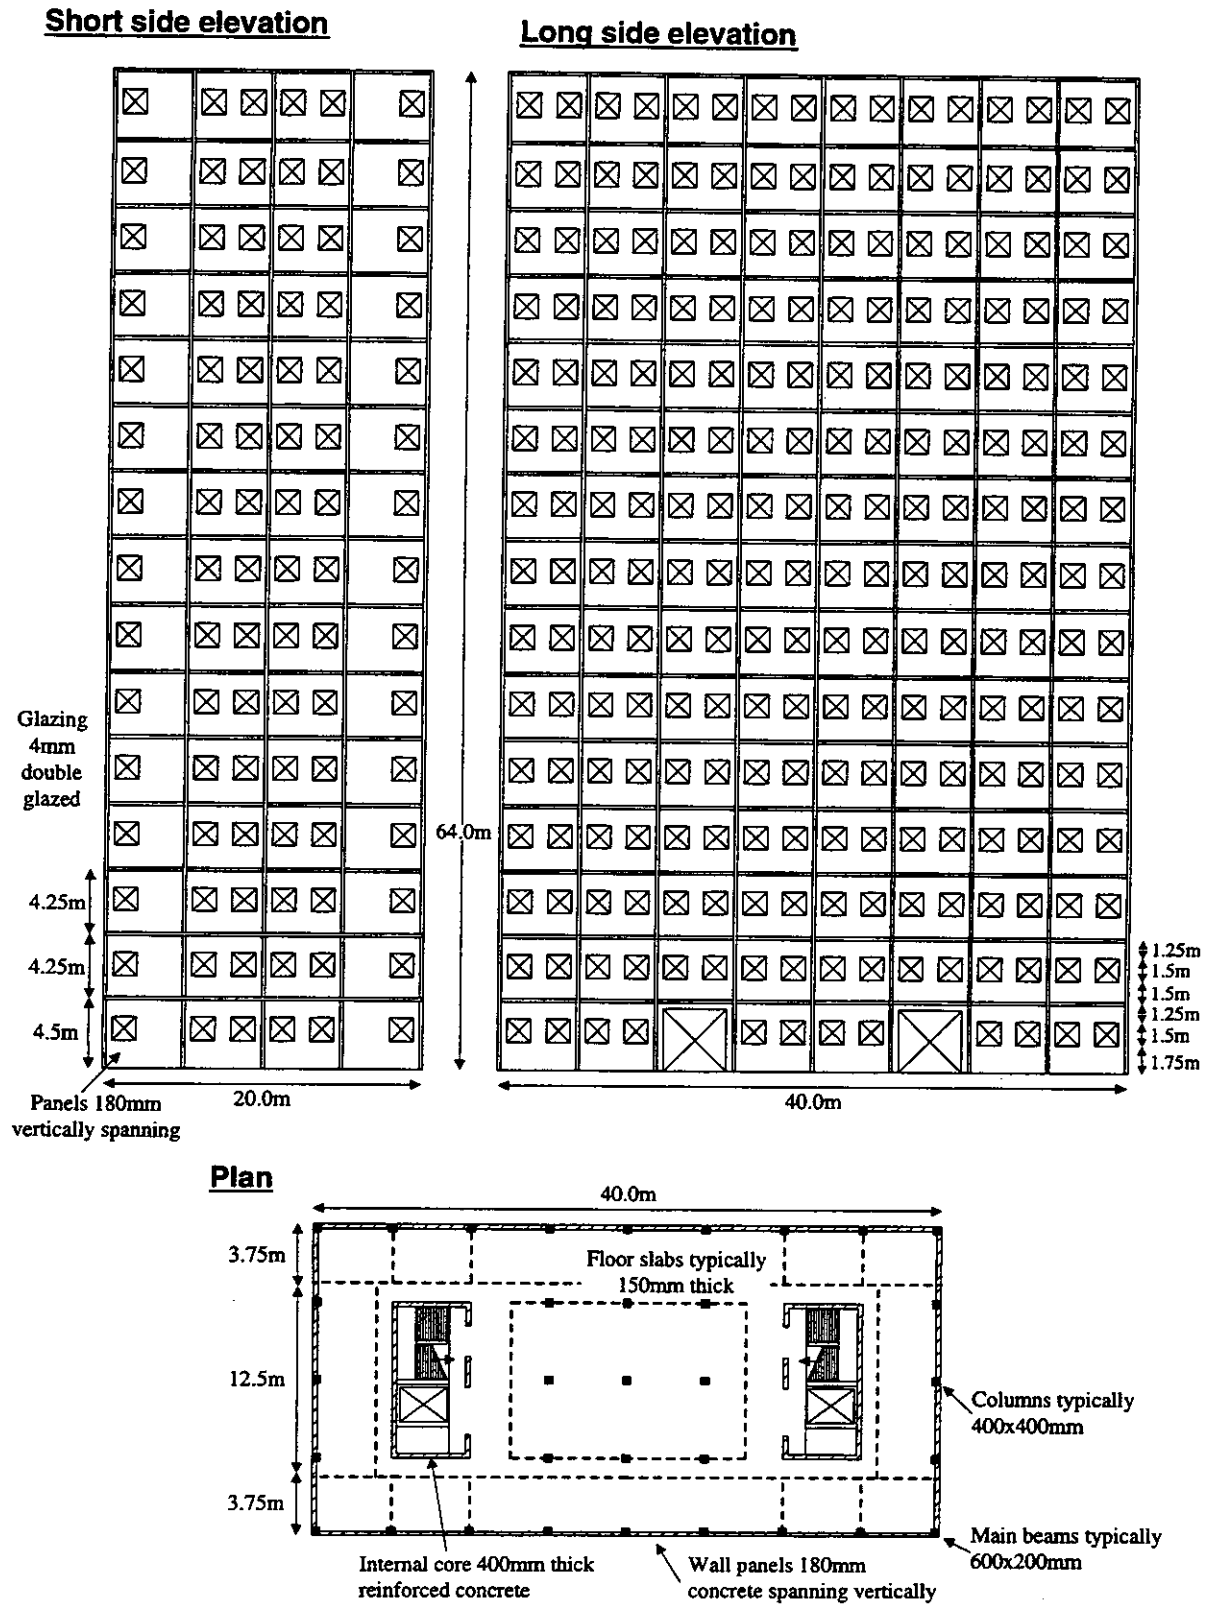 Short side elevation
Long side elevation
Glazing
4mm
double
glazed
64.0m
4.25m
4.25m
4.5m
1.25m
1.5m
1.5m
1.25m
1.5m
1.75m
20.0m
40.0m
Panels 180mm
vertically spanning
Plan
40.0m
3.75m
Floor slabs typically
150mm thick
12.5m
Columns typically
400x400mm
3.75m
Internal core 400mm thick
reinforced concrete
Wall panels 180mm
concrete spanning vertically
Main beams typically
600x200mm